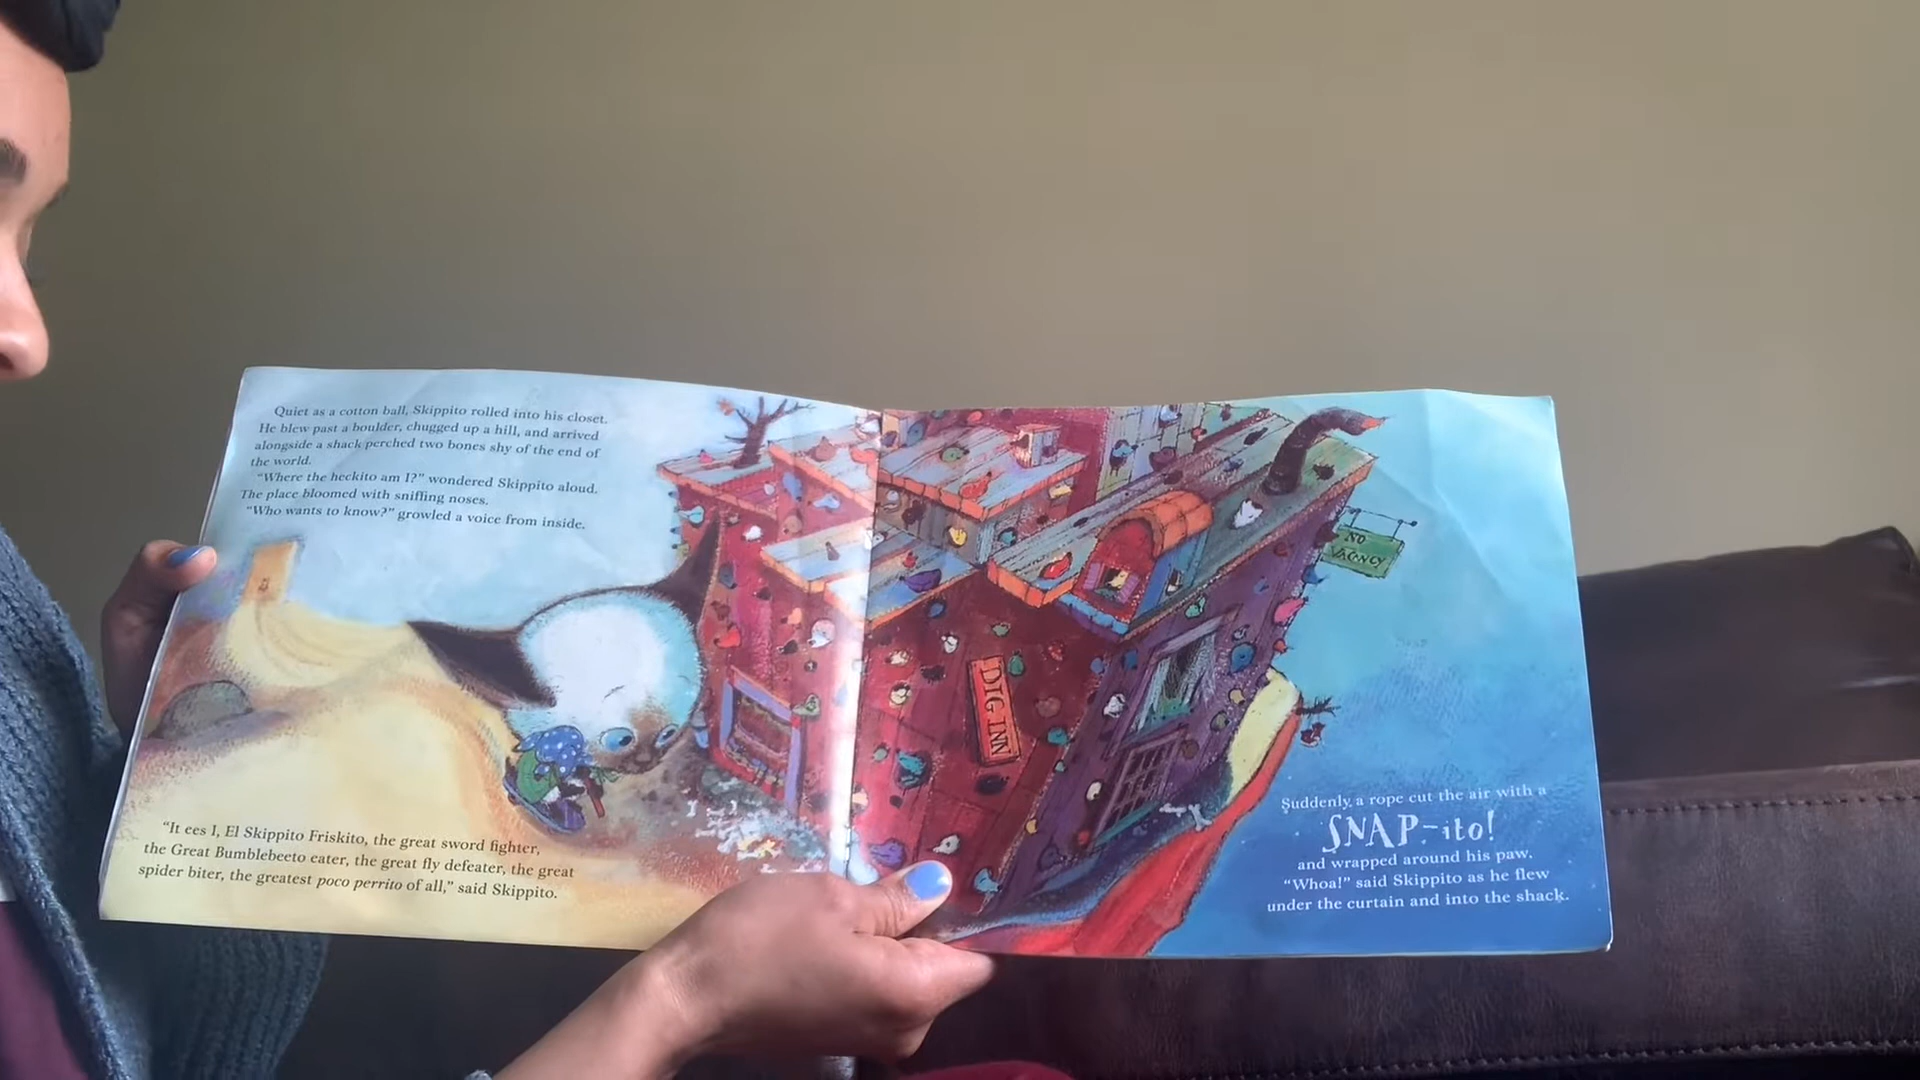 Quiet as a cotton ball, Skippito rolled into his closet.
He blew past a boulder, chugged up a hill, and arrived
alongside a shack perched two bones shy of the end of
the world.
"Where the heckito am I?" wondered Skippito aloud.
The place bloomed with sniffing noses.
"Who wants to know?" growled a voice from inside.
"It ees I, El Skippito Friskito, the great sword fighter,
the Great Bumblebeeto eater, the great fly defeater, the great
spider biter, the greatest poco perrito of all," said Skippito.
NO
VACANCY
DIG INN
Suddenly, a rope cut the air with a
SNAP-ito!
and wrapped around his paw.
"Whoa!" said Skippito as he flew
under the curtain and into the shack.